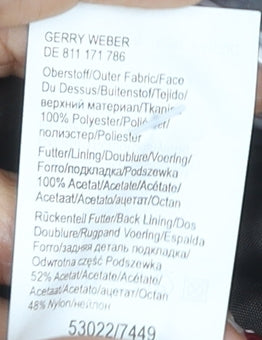 GERRY WEBER
DE 811 171 786
Oberstoff/Outer Fabric/Face
Du Dessus/Buitenstof/Tejido/
верхний материал/Tkanina
100% Polyester/Poliéster/
полиэстер/Poliester
Futter/Lining/Doublure/Voering/
Forro/подкладка/Podszewka
100% Acetat/Acetate/Acétate/
Acetaat/Acetato/ацетат/Octan
Rückenteil Futter/Back Lining/Dos
Doublure/Rugpand Voering/Espalda
Forro/задняя деталь подкладка/
Odwrotna część Podszewka
52% Acetat/Acetate/Acétate/
Acetaat/Acetato/ацетат/Octan
48% Nylon/нейлон
53022/7449